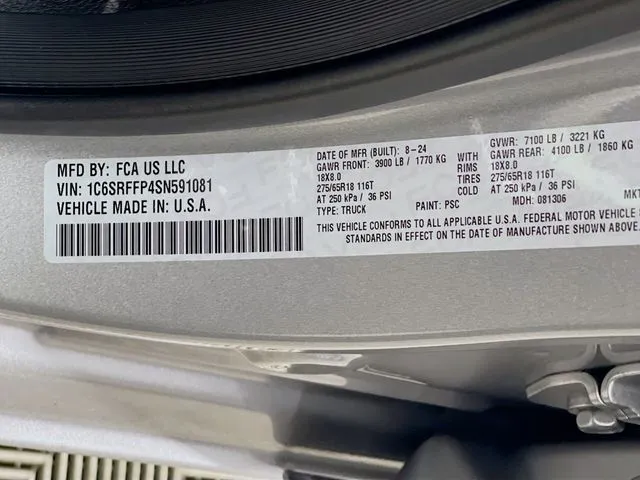 MFD BY: FCA US LLC
VIN: 1C6SRFFP4SN591081
VEHICLE MADE IN: U.S.A.
DATE OF MFR (BUILT): 8-24
GAWR FRONT: 3900 LB / 1770 KG
18X8.0
275/65R18 116T
AT 250 kPa / 36 PSI
TYPE: TRUCK
WITH
RIMS
TIRES
COLD
PAINT: PSC
GVWR: 7100 LB / 3221 KG
GAWR REAR: 4100 LB / 1860 KG
18X8.0
275/65R18 116T
AT 250 kPa / 36 PSI
MDH: 081306
MKT
THIS VEHICLE CONFORMS TO ALL APPLICABLE U.S.A. FEDERAL MOTOR VEHICLE
STANDARDS IN EFFECT ON THE DATE OF MANUFACTURE SHOWN ABOVE.